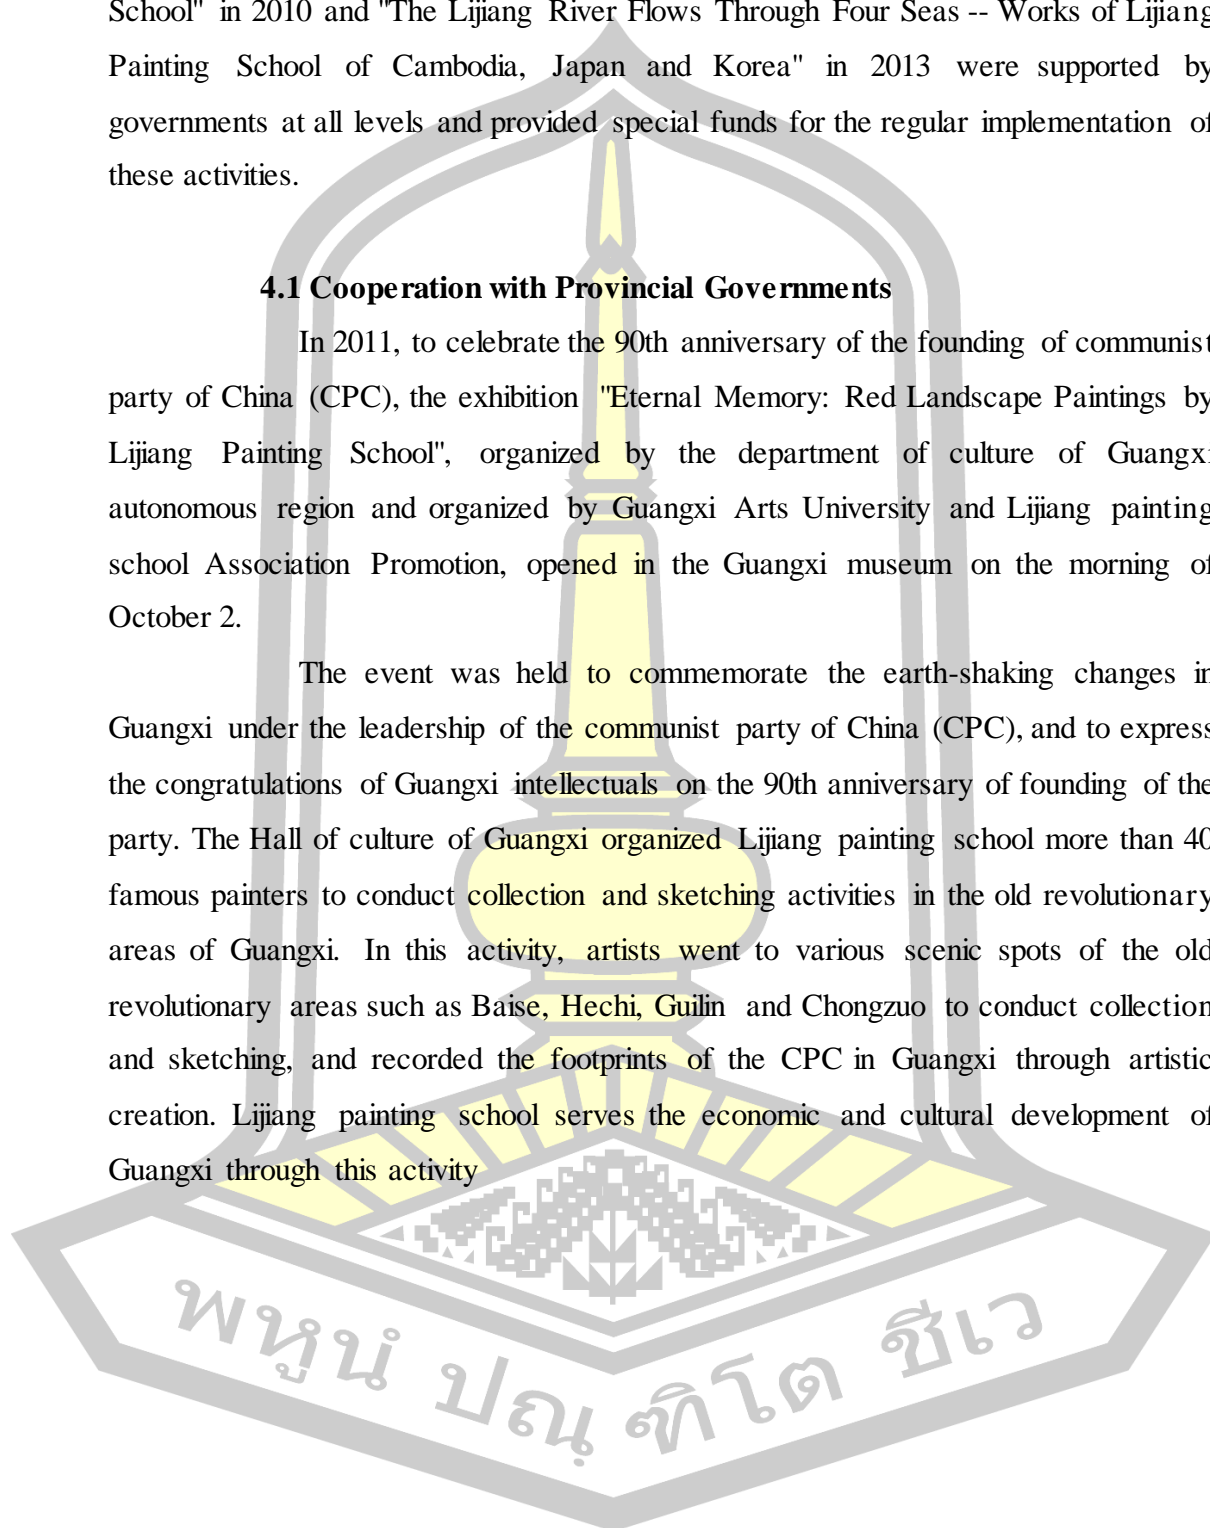 School" in 2010 and "The Lijiang River Flows Through Four Seas -- Works of Lijiang
Painting School of Cambodia, Japan and Korea" in 2013 were supported by
governments at all levels and provided special funds for the regular implementation of
these activities.
4.1 Cooperation with Provincial Governments
In 2011, to celebrate the 90th anniversary of the founding of communist
party of China (CPC), the exhibition "Eternal Memory: Red Landscape Paintings by
Lijiang Painting School", organized by the department of culture of Guangxi
autonomous region and organized by Guangxi Arts University and Lijiang painting
school Association Promotion, opened in the Guangxi museum on the morning of
October 2.
The event was held to commemorate the earth-shaking changes in
Guangxi under the leadership of the communist party of China (CPC), and to express
the congratulations of Guangxi intellectuals on the 90th anniversary of founding of the
party. The Hall of culture of Guangxi organized Lijiang painting school more than 40
famous painters to conduct collection and sketching activities in the old revolutionary
areas of Guangxi. In this activity, artists went to various scenic spots of the old
revolutionary areas such as Baise, Hechi, Guilin and Chongzuo to conduct collection
and sketching, and recorded the footprints of the CPC in Guangxi through artistic
creation. Lijiang painting school serves the economic and cultural development of
Guangxi through this activity
พหูนํ ปณฺฑิโต ชีเว